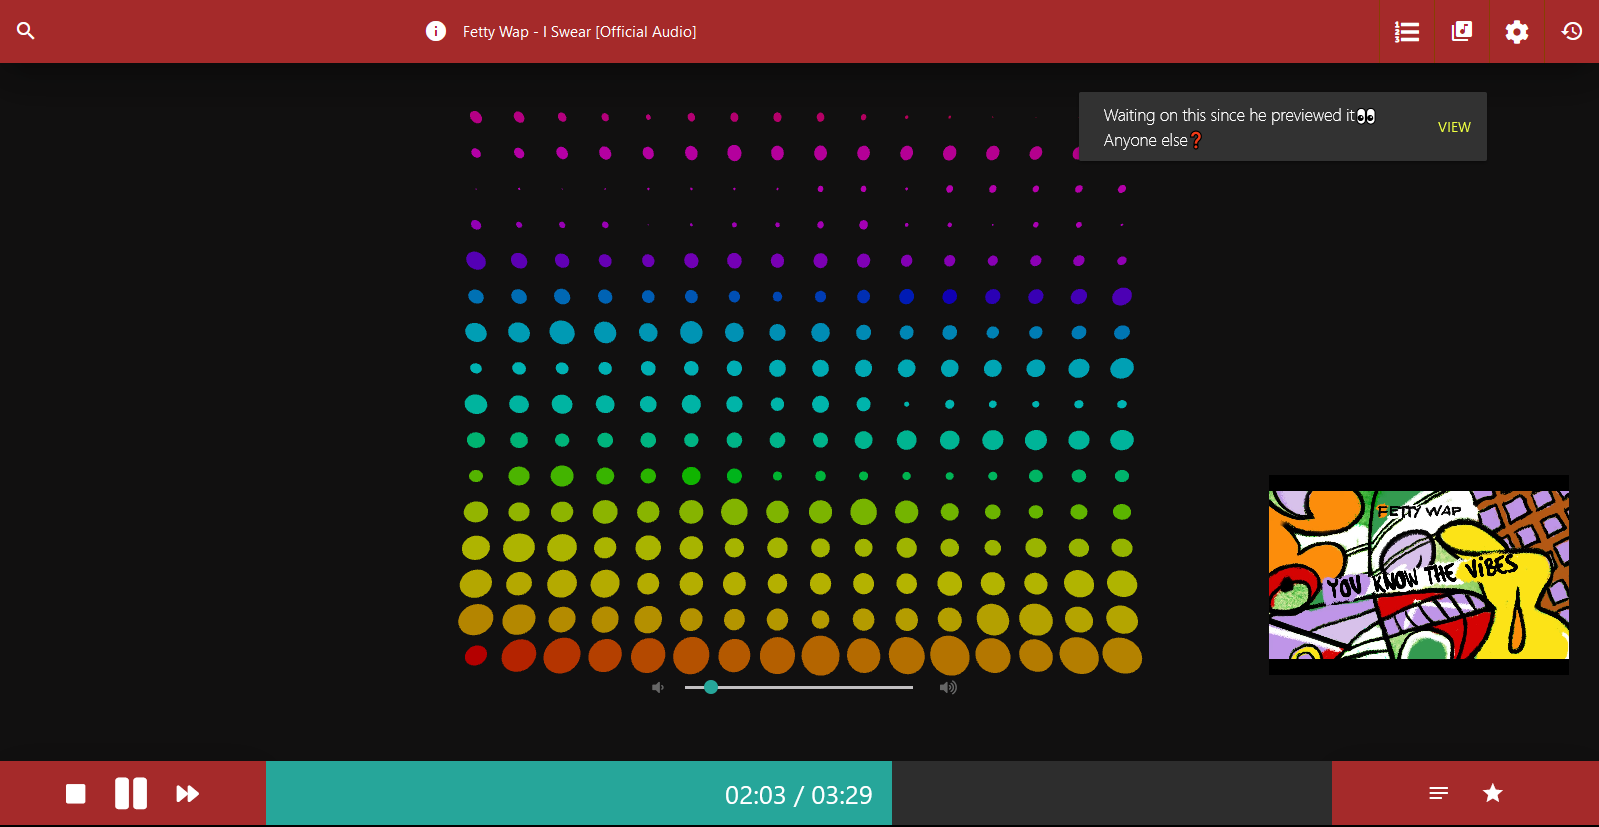 Fetty Wap - I Swear [Official Audio]
Waiting on this since he previewed it👀
Anyone else❓
VIEW
FETTY WAP
YOU KNOW THE ViBES
02:03 / 03:29